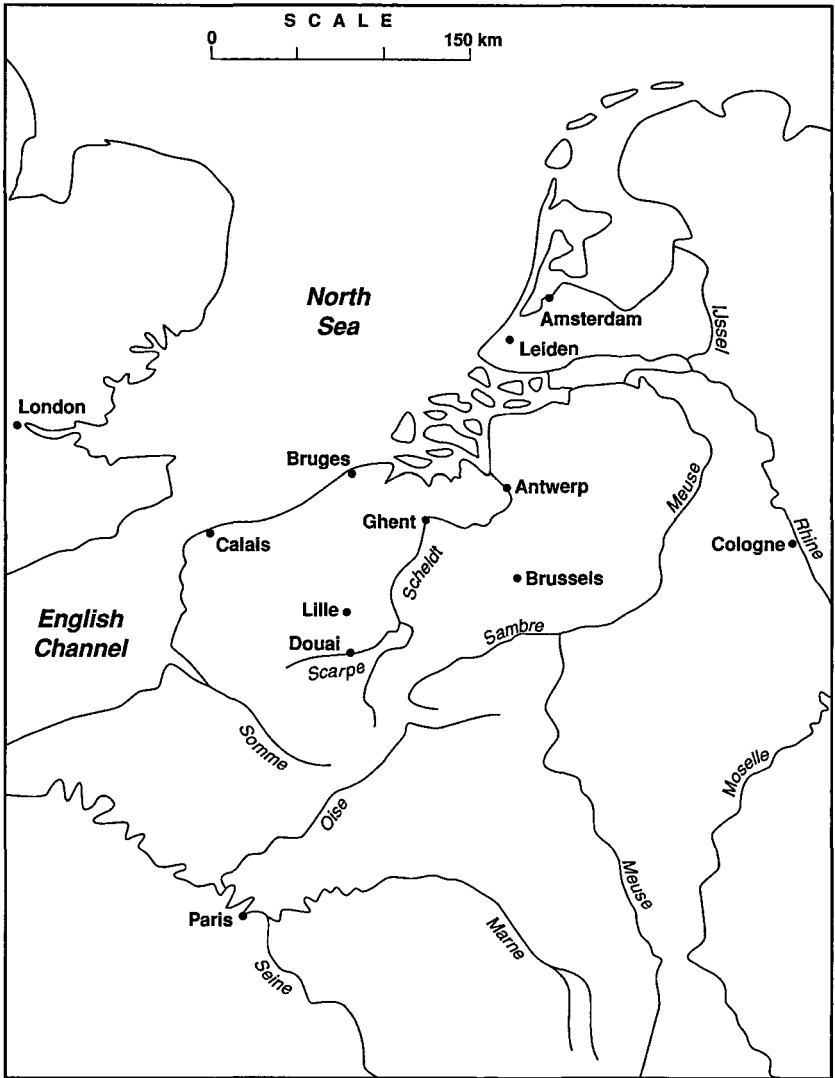 S C A L E
0 150 km
North
Sea
Amsterdam
IJssel
Leiden
London
Bruges
Antwerp
Meuse
Ghent
Calais
Cologne
Rhine
Scheldt
Brussels
Lille
English
Channel
Sambre
Douai
Scarpe
Somme
Moselle
Oise
Meuse
Paris
Marne
Seine